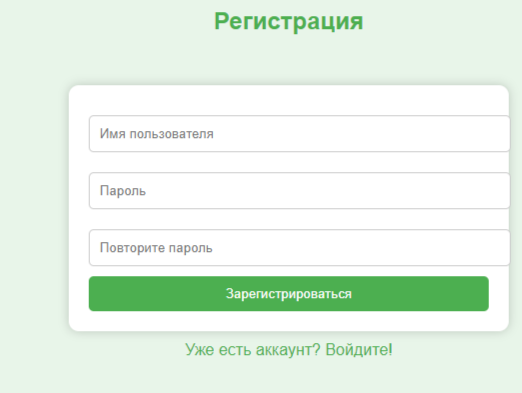 Регистрация
Имя пользователя
Пароль
Повторите пароль
Зарегистрироваться
Уже есть аккаунт? Войдите!